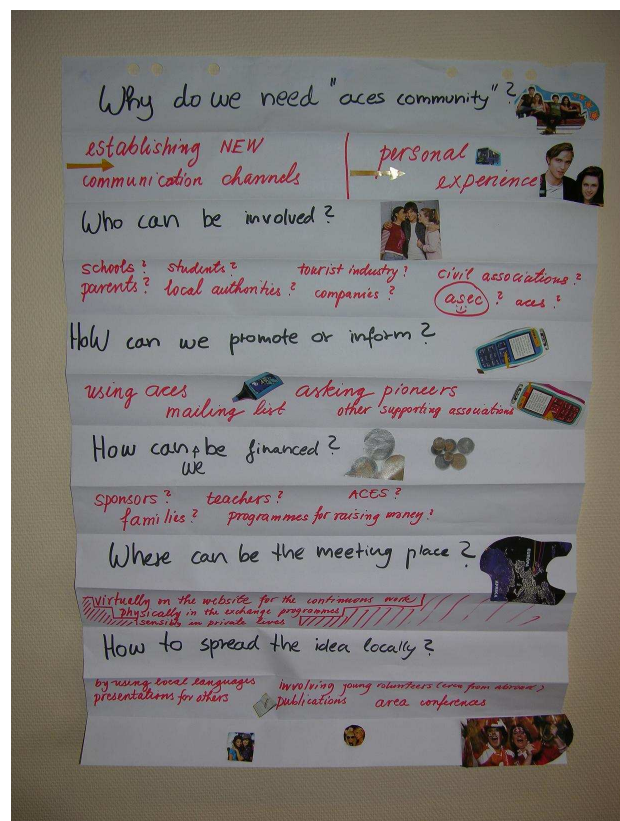 Why do we need "aces community"?
establishing NEW
communication channels
personal
experience
Who can be involved?
schools? students? tourist industry? civil associations?
parents? local authorities? companies? asec? aces?
How can we promote or inform?
using aces
mailing list
asking pioneers
other supporting associations
How can we be financed?
sponsors? teachers? ACES?
families? programmes for raising money?
Where can be the meeting place?
virtually on the website for the continuous work
physically in the exchange programmes
sensible in private lives
How to spread the idea locally?
by using local languages
presentations for others
involving young volunteers (even from abroad)
publications area conferences